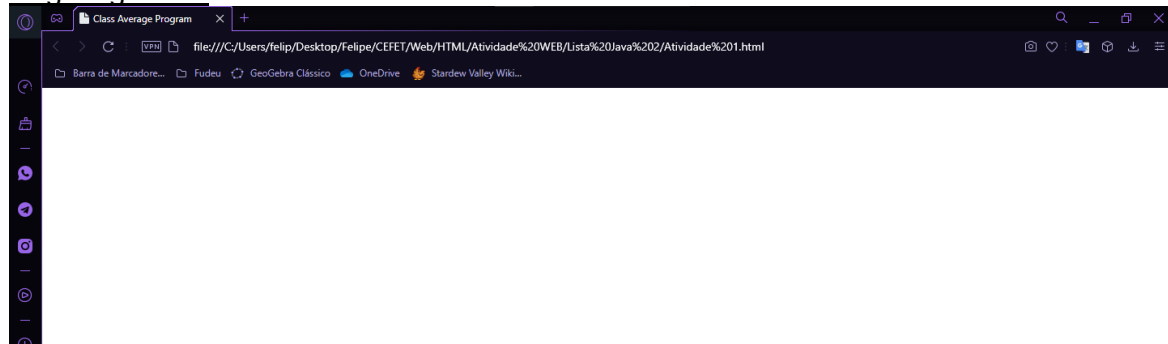 Class Average Program
VPN file:///C:/Users/felip/Desktop/Felipe/CEFET/Web/HTML/Atividade%20WEB/Lista%20Java%202/Atividade%201.html
Barra de Marcadore... Fudeu GeoGebra Clássico OneDrive Stardew Valley Wiki...